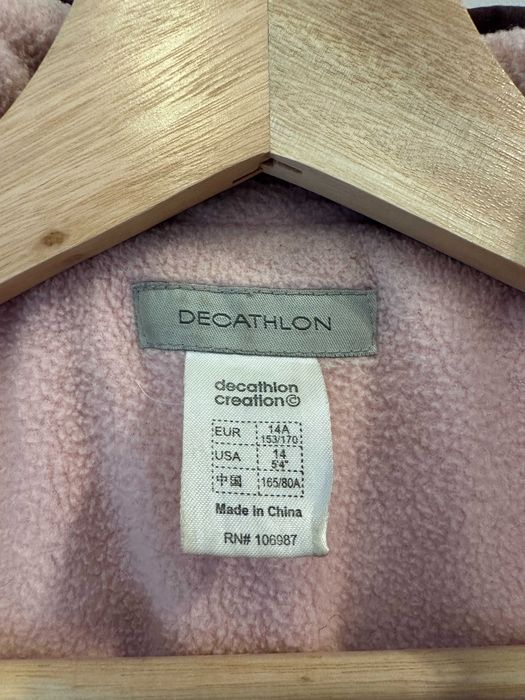 DECATHLON
decathlon
creation©
EUR 14A
153/170
USA 14
5'4"
中国 165/80A
Made in China
RN# 106987